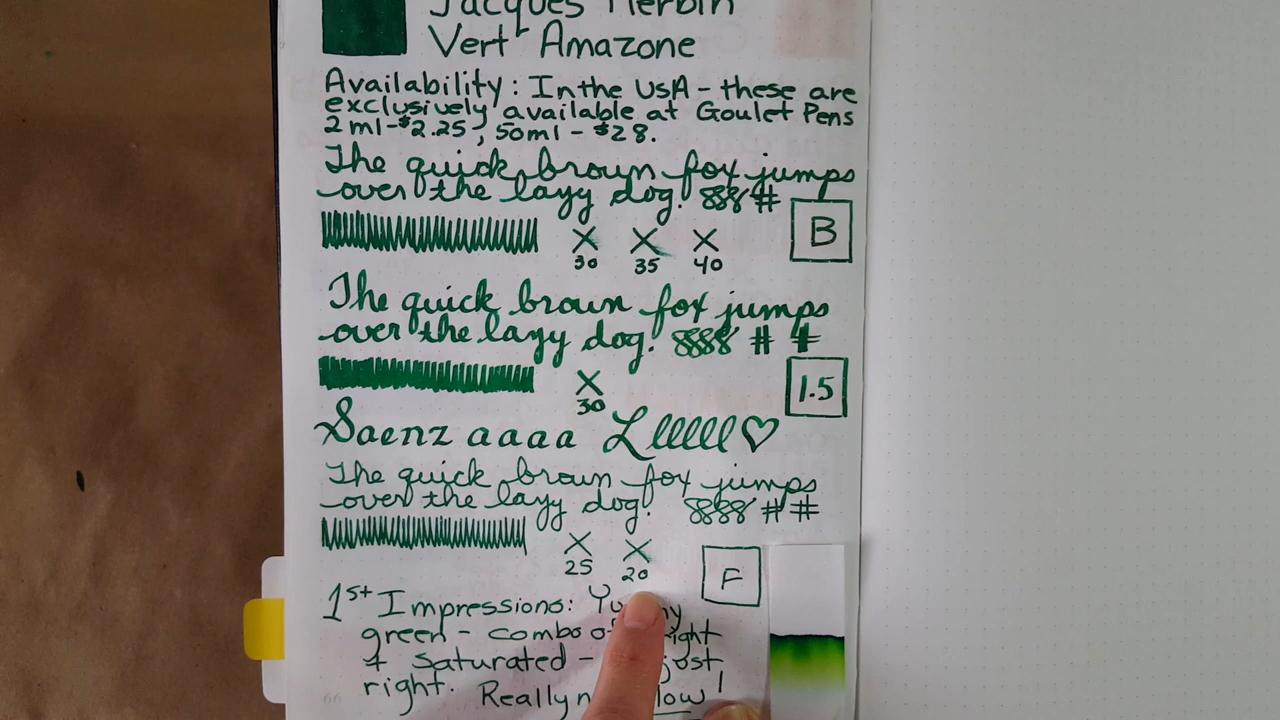 Jacques Herbin
Vert Amazone
Availability: In the USA - these are
exclusively available at Goulet Pens
2ml-$2.25, 50ml - $28.
The quick brown fox jumps
over the lazy dog. 888 #
B
X X X
30 35 40
The quick brown fox jumps
over the lazy dog. 8888 # #
1.5
X
30
Saenz aaaa Llllll ♡
The quick brown fox jumps
over the lazy dog. 888 # #
X X
25 20
F
1st Impressions:
green - combo
+ saturated - just
right. Really !
66